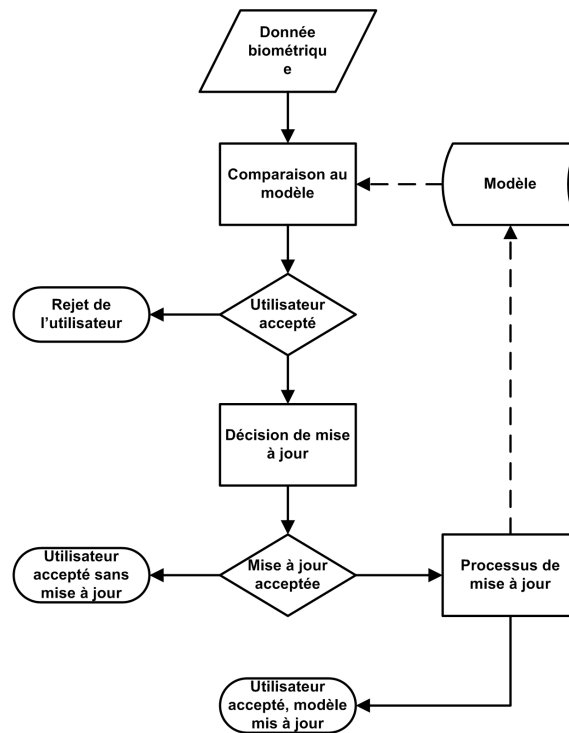 Donnée
biométriqu
e
Comparaison au
modèle
Modèle
Utilisateur
accepté
Rejet de
l'utilisateur
Décision de mise
à jour
Mise à jour
acceptée
Utilisateur
accepté sans
mise à jour
Processus de
mise à jour
Utilisateur
accepté, modèle
mis à jour